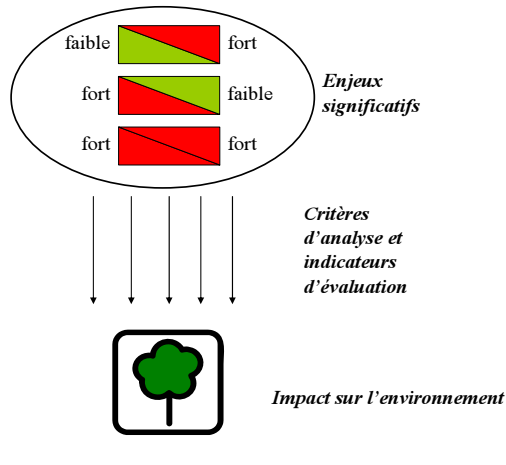 faible fort
fort faible
fort fort
Enjeux
significatifs
Critères
d'analyse et
indicateurs
d'évaluation
Impact sur l'environnement